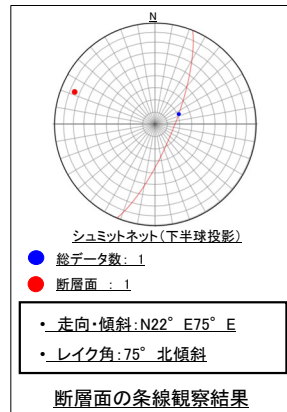 N
シュミットネット(下半球投影)
総データ数: 1
断層面 : 1
・ 走向・傾斜:N22°E75°E
・ レイク角:75°北傾斜
断層面の条線観察結果